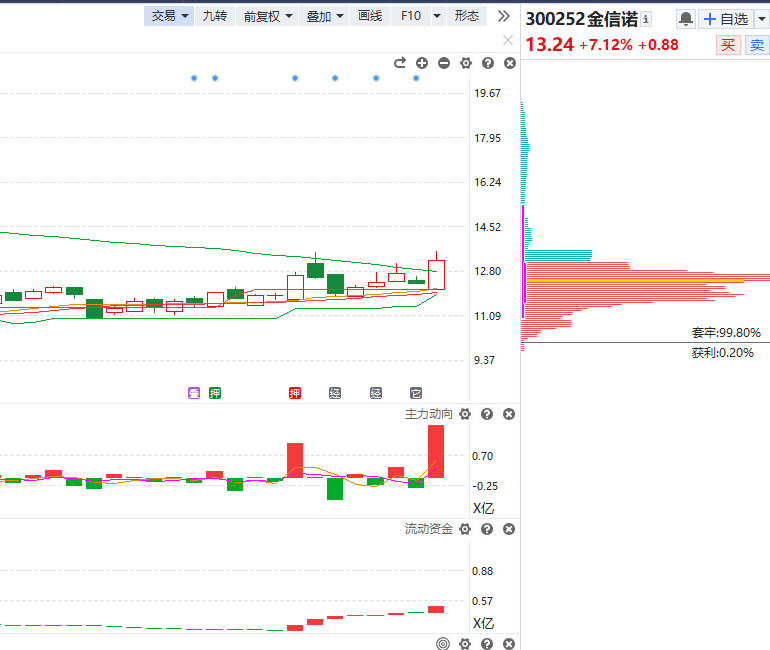 交易 九转 前复权 叠加 画线 F10 形态
300252金信诺
自选
13.24 +7.12% +0.88
买 卖
19.67
17.95
16.24
14.52
12.80
11.09
9.37
套牢:99.80%
获利:0.20%
押 押 经 经 它
主力动向
0.70
-0.25
X亿
流动资金
0.88
0.57
X亿